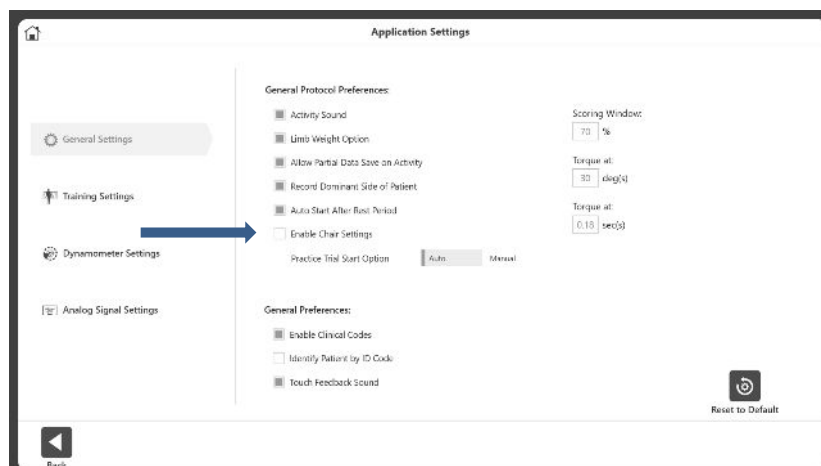 Application Settings
General Settings
Training Settings
Dynamometer Settings
Analog Signal Settings
General Protocol Preferences:
Activity Sound
Limb Weight Option
Allow Partial Data Save on Activity
Record Dominant Side of Patient
Auto Start After Rest Period
Enable Chair Settings
Practice Trial Start Option Auto Manual
Scoring Window:
70 %
Torque at:
30 deg(s)
Torque at:
0.18 sec(s)
General Preferences:
Enable Clinical Codes
Identify Patient by ID Code
Touch Feedback Sound
Reset to Default
Back